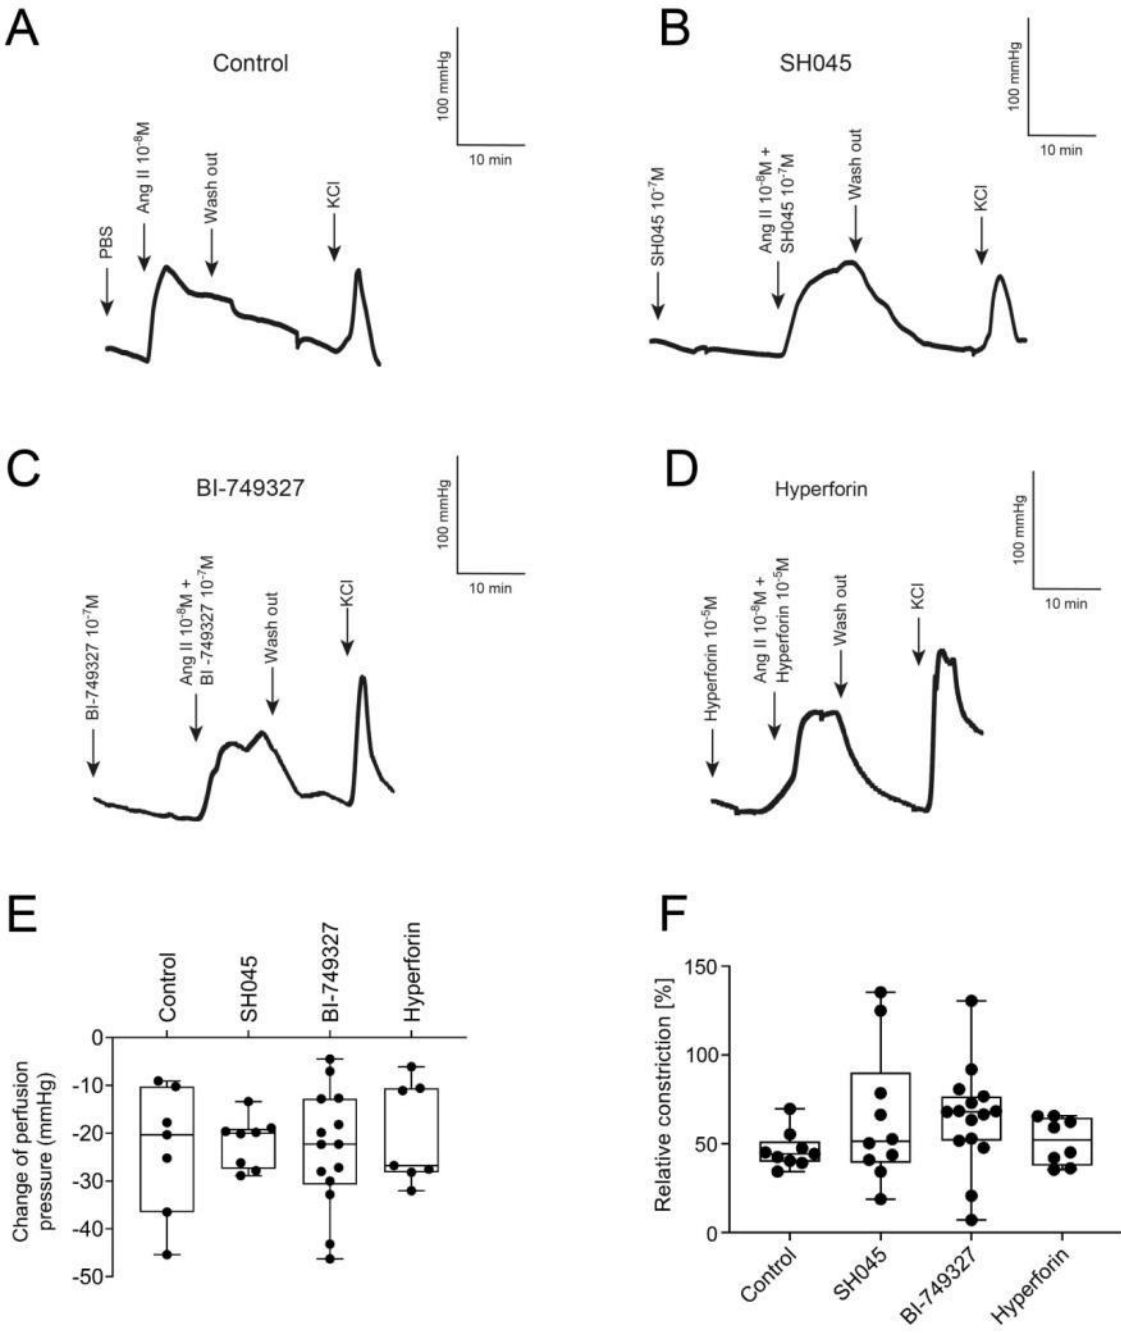 A
Control
100 mmHg
10 min
PBS
Ang II 10⁻⁸M
Wash out
KCl
B
SH045
100 mmHg
10 min
SH045 10⁻⁷M
Ang II 10⁻⁸M +
SH045 10⁻⁷M
Wash out
KCl
C
BI-749327
100 mmHg
10 min
BI-749327 10⁻⁷M
Ang II 10⁻⁸M +
BI -749327 10⁻⁷M
Wash out
KCl
D
Hyperforin
100 mmHg
10 min
Hyperforin 10⁻⁵M
Ang II 10⁻⁸M +
Hyperforin 10⁻⁵M
Wash out
KCl
E
Control
SH045
BI-749327
Hyperforin
Change of perfusion
pressure (mmHg)
0
-10
-20
-30
-40
-50
F
Relative constriction [%]
150
100
50
0
Control
SH045
BI-749327
Hyperforin